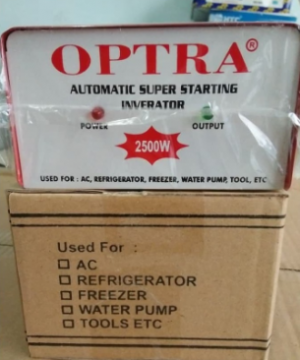 OPTRA®
AUTOMATIC SUPER STARTING
INVERATOR
POWER OUTPUT
2500W
USED FOR : AC, REFRIGERATOR, FREEZER, WATER PUMP, TOOL, ETC
Used For :
☐ AC
☐ REFRIGERATOR
☐ FREEZER
☐ WATER PUMP
☐ TOOLS ETC